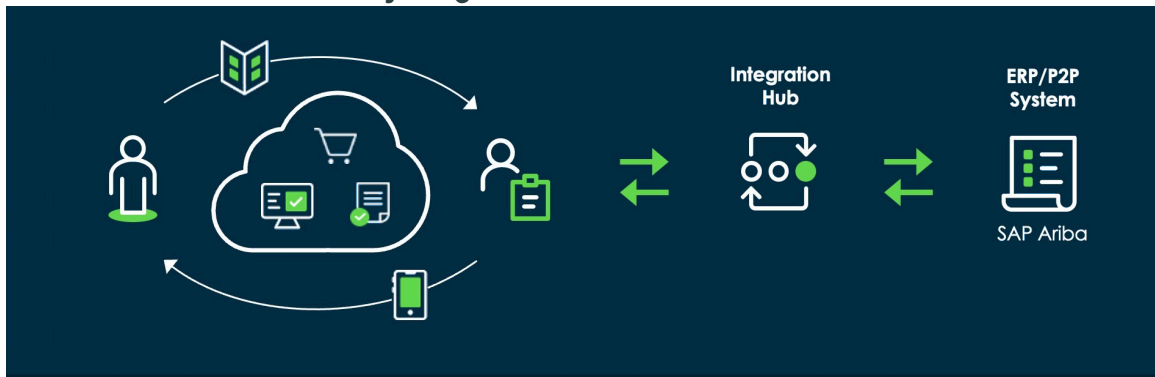 Integration
Hub
ERP/P2P
System
SAP Ariba